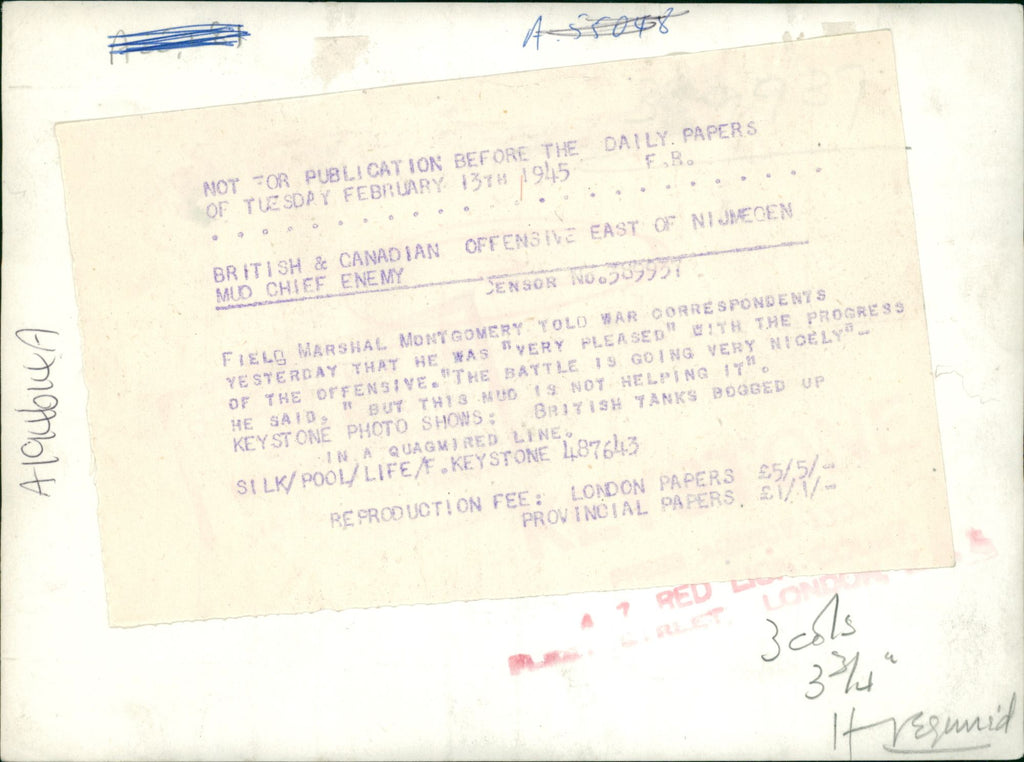 A 55048
NOT FOR PUBLICATION BEFORE THE DAILY PAPERS
OF TUESDAY FEBRUARY 13TH 1945 F.R.
BRITISH & CANADIAN OFFENSIVE EAST OF NIJMEGEN
MUD CHIEF ENEMY CENSOR No.
FIELD MARSHAL MONTGOMERY TOLD WAR CORRESPONDENTS
YESTERDAY THAT HE WAS "VERY PLEASED" WITH THE PROGRESS
OF THE OFFENSIVE."THE BATTLE IS GOING VERY NICELY"-
HE SAID, " BUT THIS MUD IS NOT HELPING IT".
KEYSTONE PHOTO SHOWS: BRITISH TANKS BOGGED UP
IN A QUAGMIRED LINE.
SILK/POOL/LIFE/F.KEYSTONE 487643
REPRODUCTION FEE: LONDON PAPERS £5/5/-
PROVINCIAL PAPERS £1/1/-
RED
LONDON
3 cols
3 3/4"